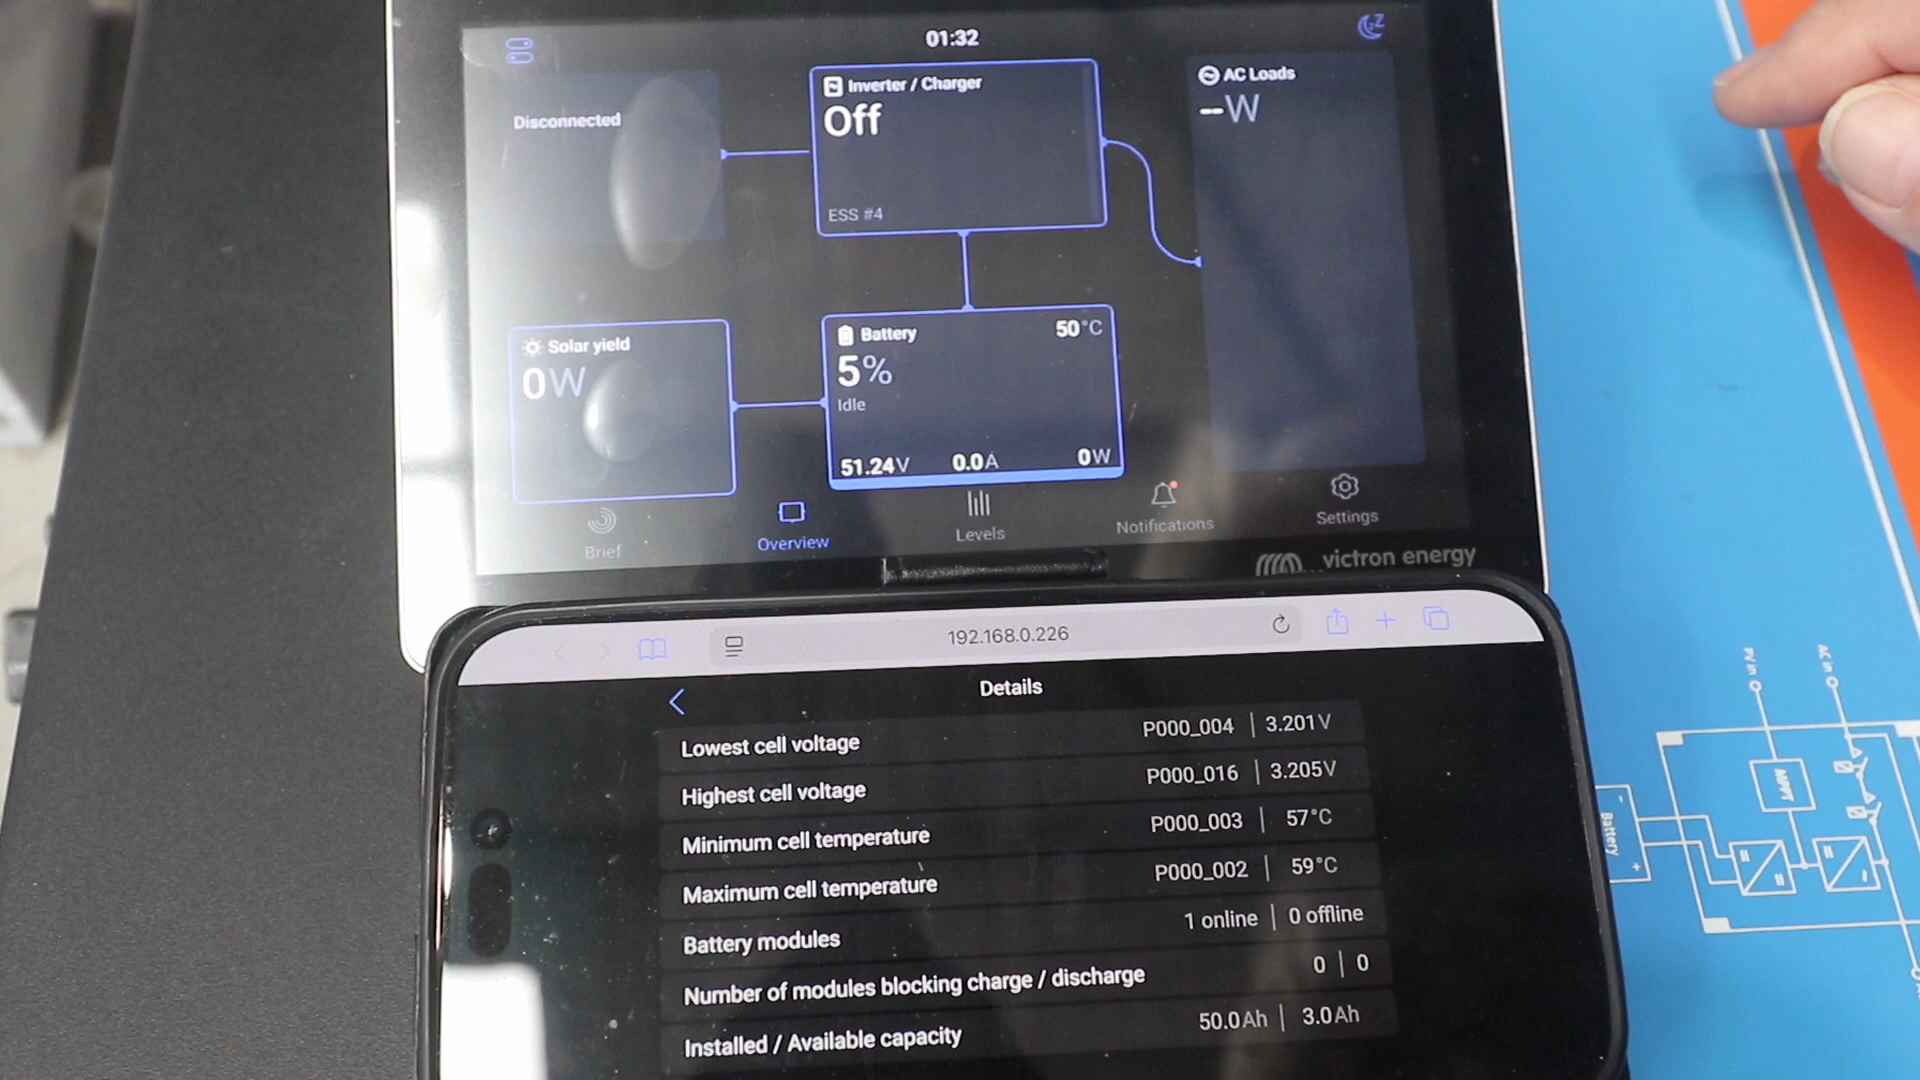 01:32
Disconnected
Inverter / Charger
Off
ESS #4
AC Loads
--W
Solar yield
0W
Battery
50°C
5%
Idle
51.24V 0.0A 0W
Brief
Overview
Levels
Notifications
Settings
victron energy
192.168.0.226
Details
Lowest cell voltage P000_004 | 3.201V
Highest cell voltage P000_016 | 3.205V
Minimum cell temperature P000_003 | 57°C
Maximum cell temperature P000_002 | 59°C
Battery modules 1 online | 0 offline
Number of modules blocking charge / discharge 0 | 0
Installed / Available capacity 50.0Ah | 3.0Ah
PV in
AC in
MPPT
Battery